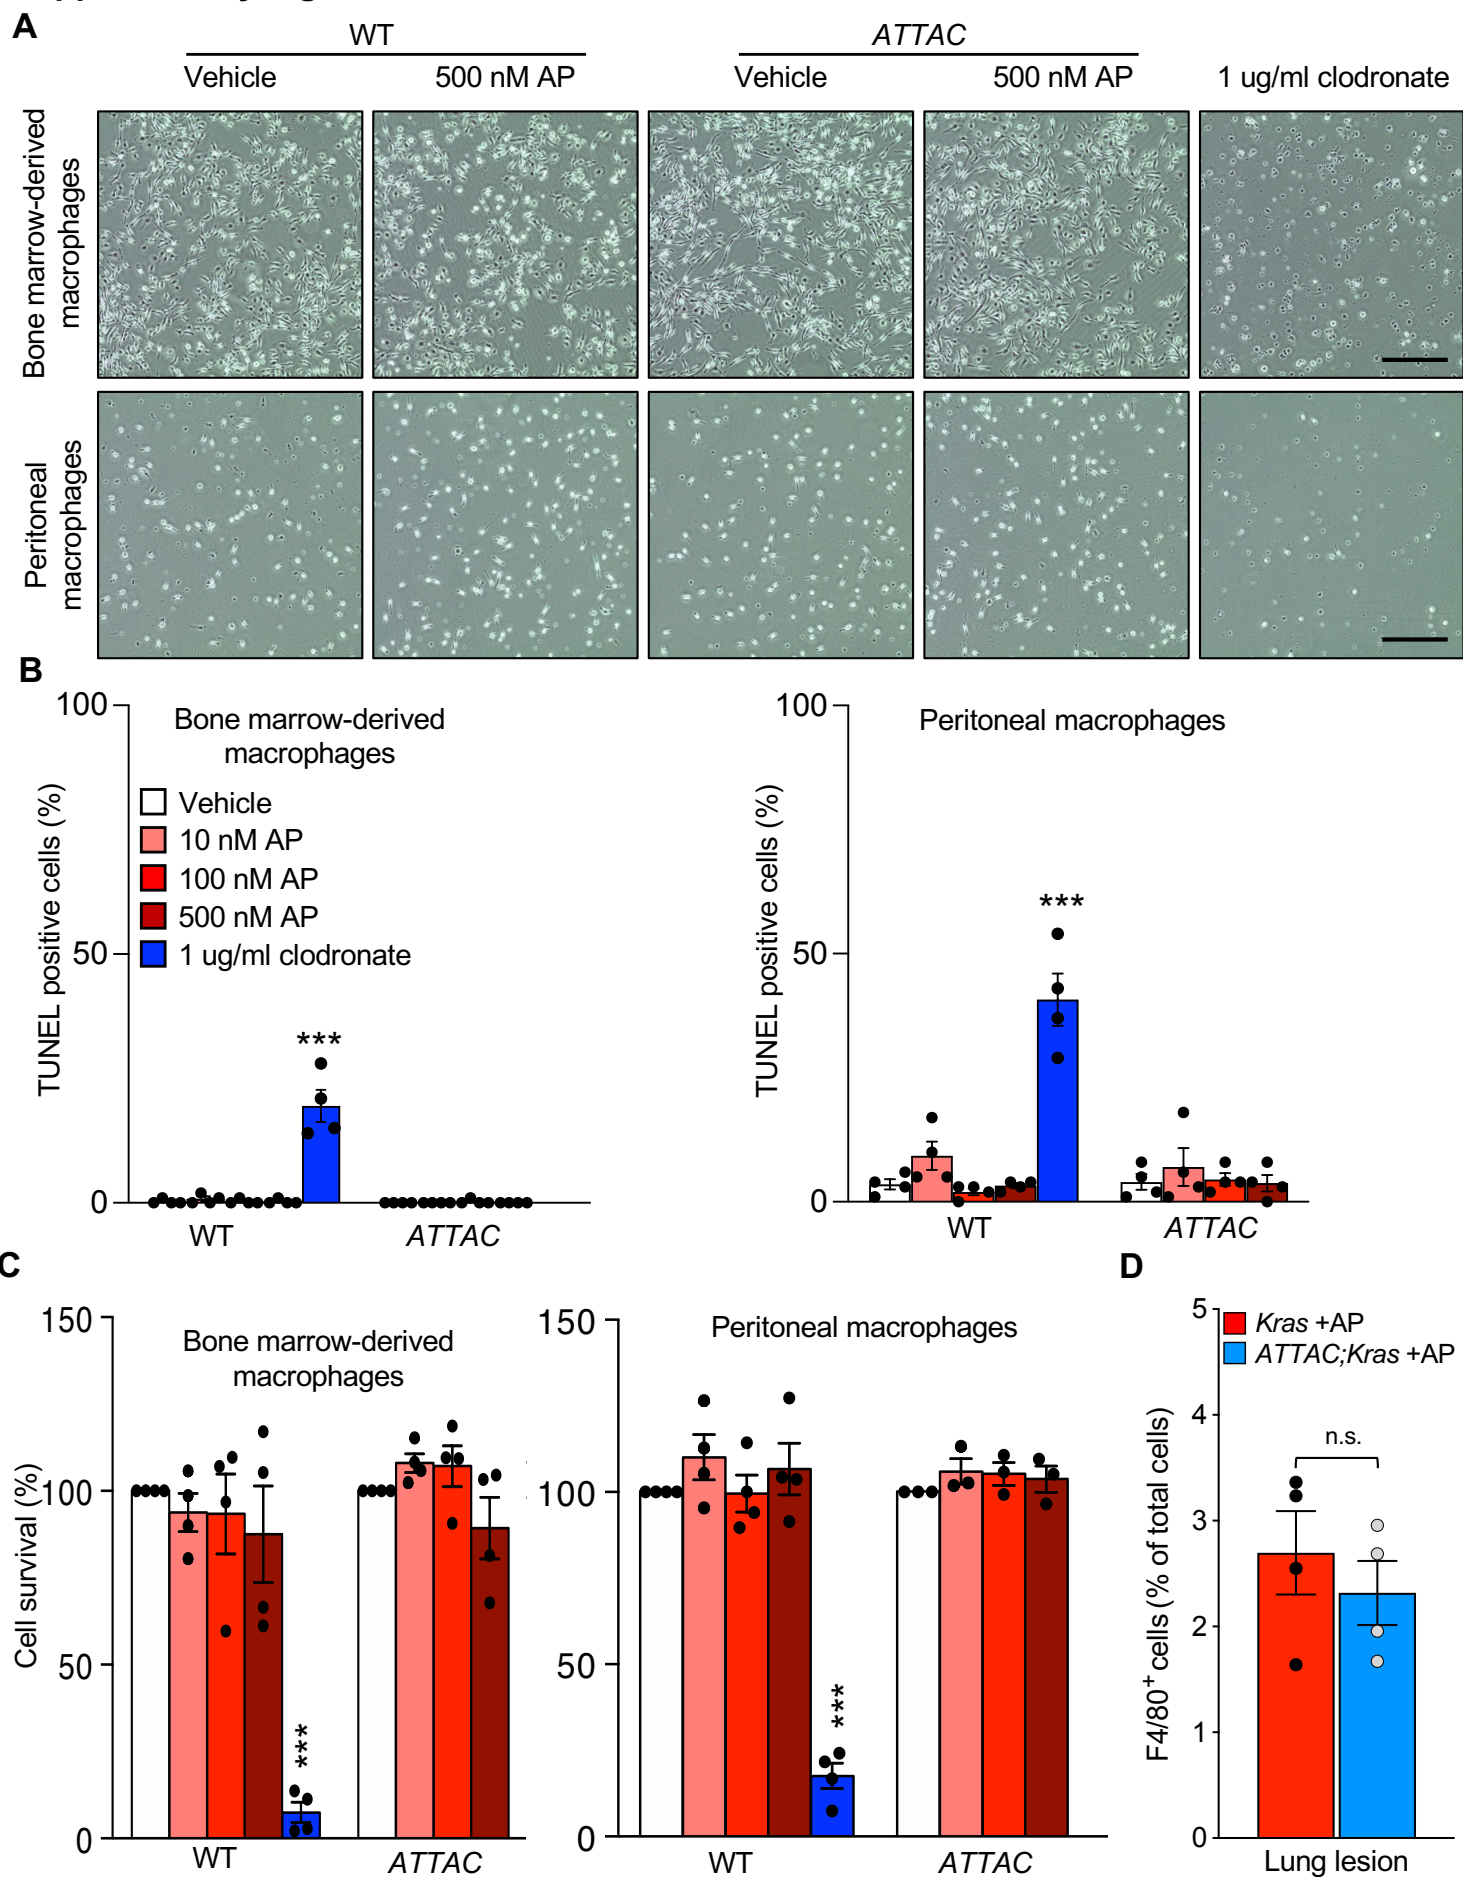 A
WT
ATTAC
Vehicle
500 nM AP
Vehicle
500 nM AP
1 ug/ml clodronate
Bone marrow-derived
macrophages
Peritoneal
macrophages
B
100
50
0
TUNEL positive cells (%)
Bone marrow-derived
macrophages
Vehicle
10 nM AP
100 nM AP
500 nM AP
1 ug/ml clodronate
***
WT
ATTAC
100
50
0
TUNEL positive cells (%)
Peritoneal macrophages
***
WT
ATTAC
C
150
100
50
0
Cell survival (%)
Bone marrow-derived
macrophages
***
WT
ATTAC
150
100
50
0
Peritoneal macrophages
***
WT
ATTAC
D
5
4
3
2
1
0
F4/80+ cells (% of total cells)
Kras +AP
ATTAC;Kras +AP
n.s.
Lung lesion